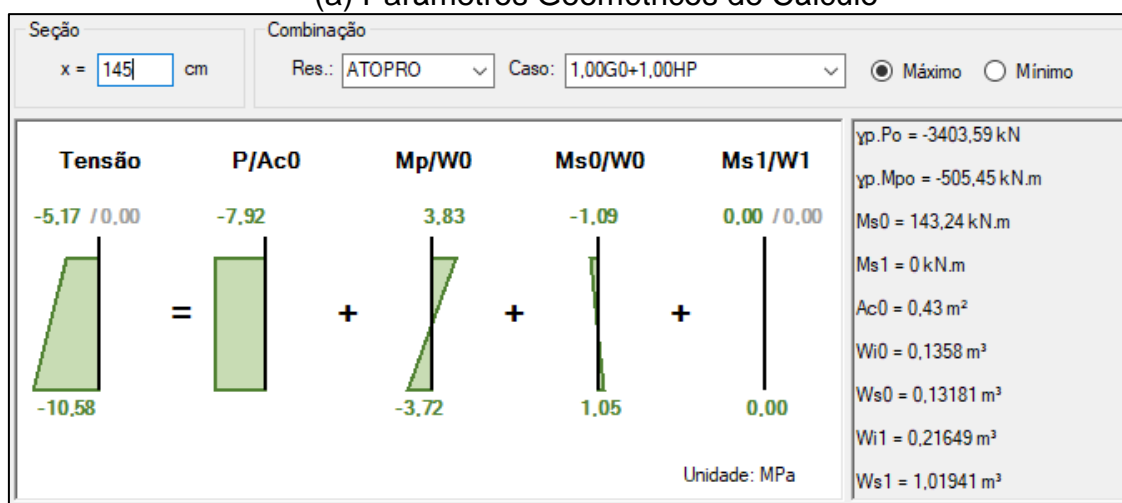 (a) Parâmetros Geométricos de Cálculo
Seção
Combinação
x = 145 cm
Res.: ATOPRO
Caso: 1,00G0+1,00HP
Máximo
Mínimo
Tensão
P/Ac0
Mp/W0
Ms0/W0
Ms1/W1
-5,17 / 0,00
-7,92
3,83
-1,09
0,00 / 0,00
=
+
+
+
-10,58
-3,72
1,05
0,00
Unidade: MPa
γp.Po = -3403,59 kN
γp.Mpo = -505,45 kN.m
Ms0 = 143,24 kN.m
Ms1 = 0 kN.m
Ac0 = 0,43 m²
Wi0 = 0,1358 m³
Ws0 = 0,13181 m³
Wi1 = 0,21649 m³
Ws1 = 1,01941 m³